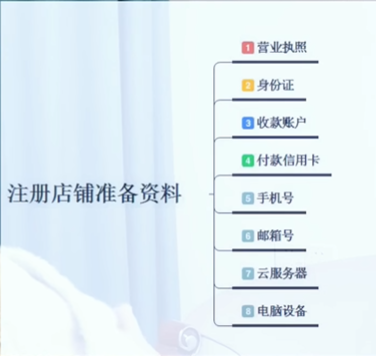 注册店铺准备资料
1 营业执照
2 身份证
3 收款账户
4 付款信用卡
5 手机号
6 邮箱号
7 云服务器
8 电脑设备